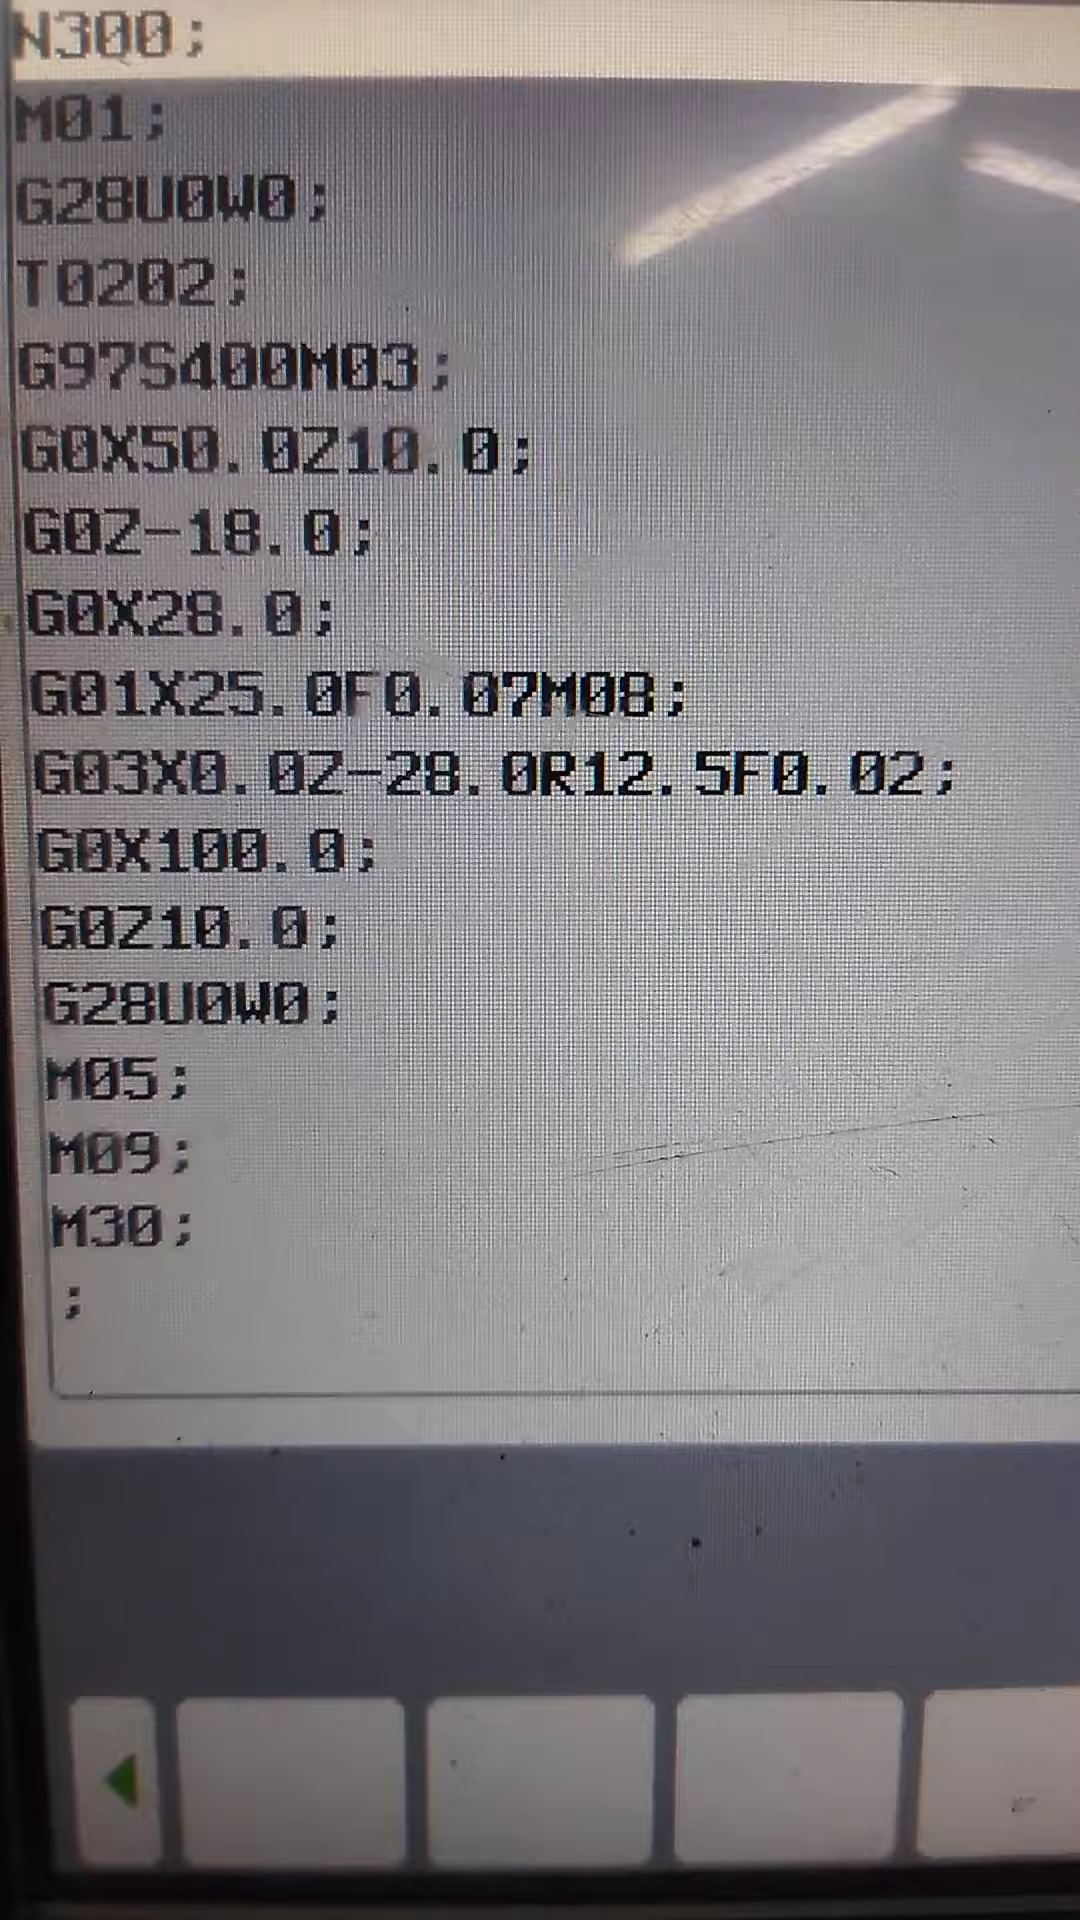 N300;
M01;
G28U0W0;
T0202;
G97S400M03;
G0X50.0Z10.0;
G0Z-18.0;
G0X28.0;
G01X25.0F0.07M08;
G03X0.0Z-28.0R12.5F0.02;
G0X100.0;
G0Z10.0;
G28U0W0;
M05;
M09;
M30;
;